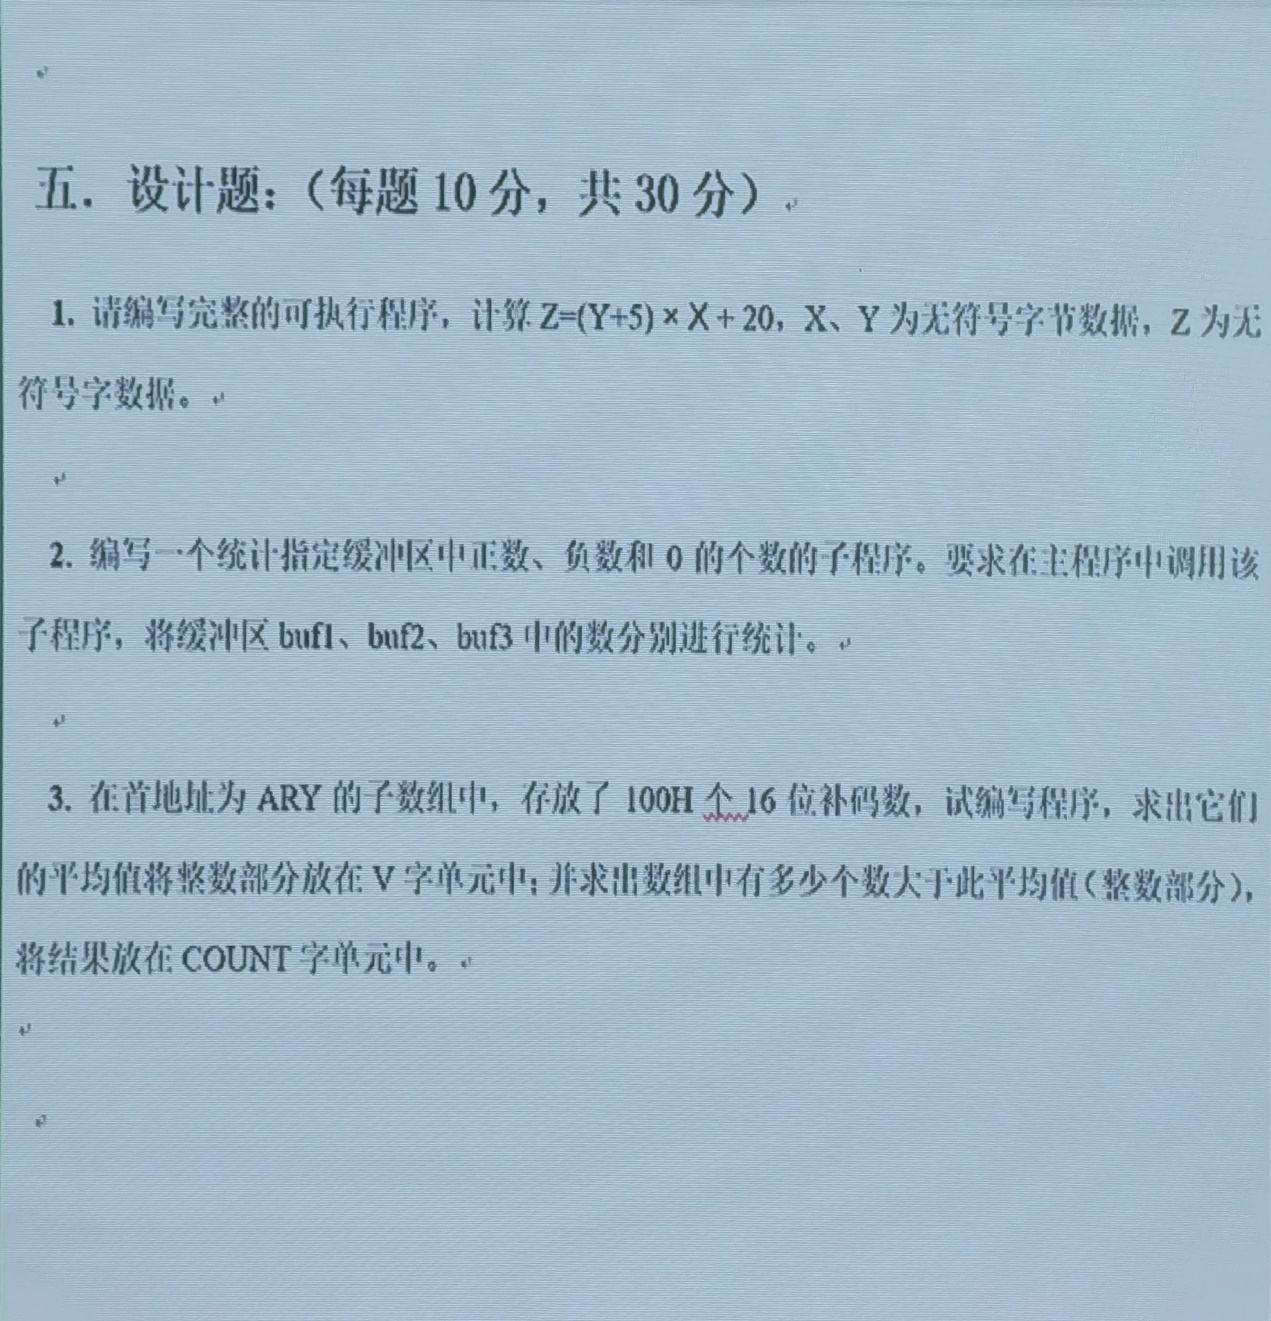 五．设计题：（每题 10 分，共 30 分）
1. 请编写完整的可执行程序，计算 Z=(Y+5)×X+20，X、Y 为无符号字节数据，Z 为无
符号字数据。
2. 编写一个统计指定缓冲区中正数、负数和 0 的个数的子程序。要求在主程序中调用该
子程序，将缓冲区 buf1、buf2、buf3 中的数分别进行统计。
3. 在首地址为 ARY 的子数组中，存放了 100H 个 16 位补码数，试编写程序，求出它们
的平均值将整数部分放在 V 字单元中；并求出数组中有多少个数大于此平均值（整数部分），
将结果放在 COUNT 字单元中。